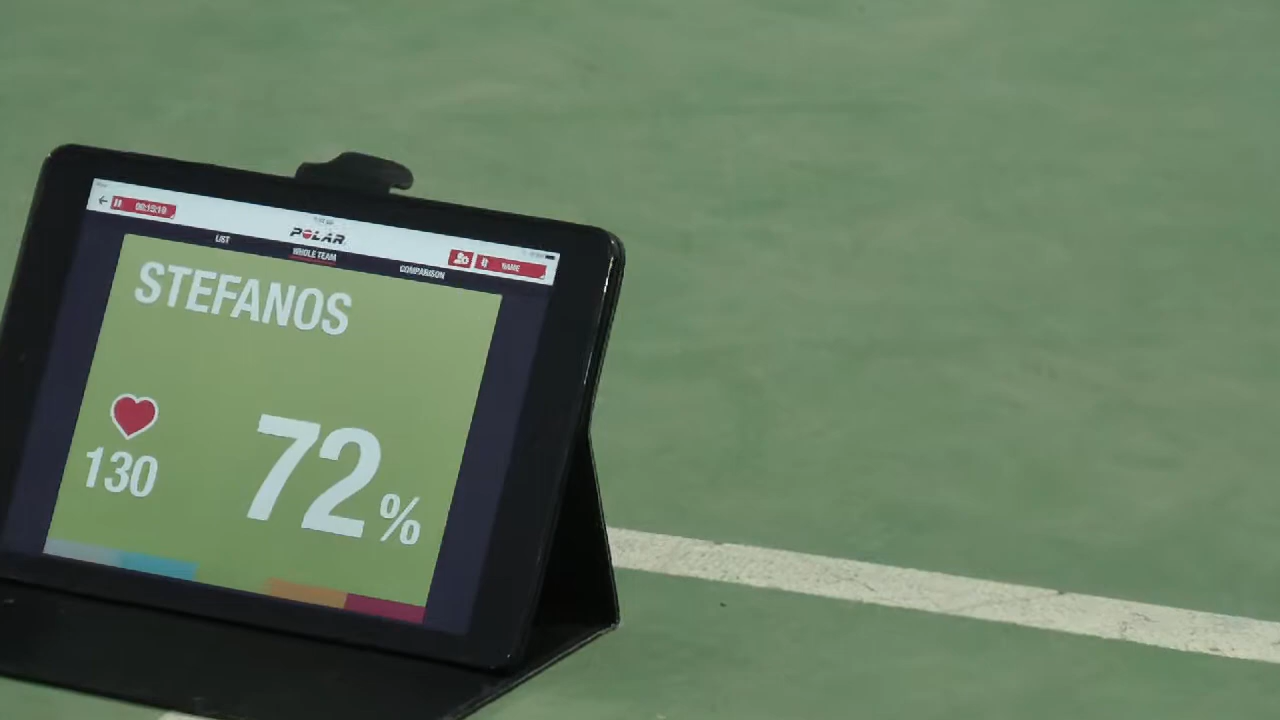 00:15:19
POLAR
NAME
LIST
WHOLE TEAM
COMPARISON
STEFANOS
130
72%